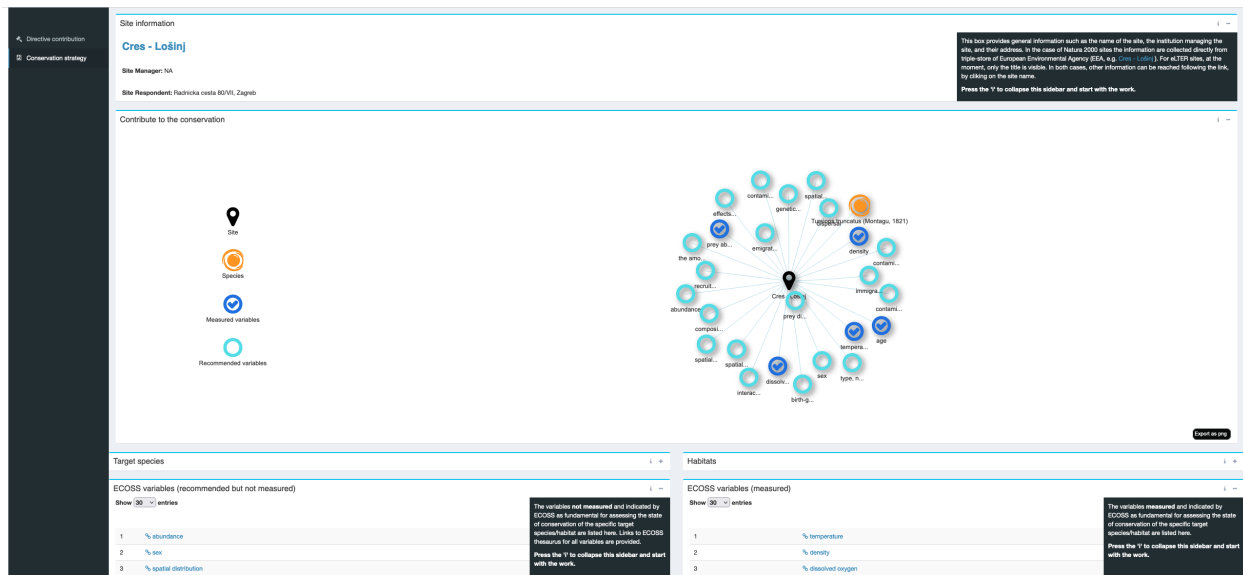 Directive contribution
Conservation strategy
Site information
i −
Cres - Lošinj
Site Manager: NA
Site Respondent: Radnicka cesta 80/VII, Zagreb
This box provides general information such as the name of the site, the institution managing the
site, and their address. In the case of Natura 2000 sites the information are collected directly from
triple-store of European Environmental Agency (EEA, e.g. Cres - Lošinj ). For eLTER sites, at the
moment, only the title is visible. In both cases, other information can be reached following the link,
by cliking on the site name.
Press the 'i' to collapse this sidebar and start with the work.
Contribute to the conservation
i −
Site
Species
Measured variables
Recommended variables
contami...
spatial...
genetic...
effects...
dispersal
Tursiops truncatus (Montagu, 1821)
prey ab...
emigrat...
density
the amo...
contami...
recruit...
immigra...
Cres - Lošinj
abundance
contami...
prey di...
composi...
age
tempera...
spatial...
spatial...
sex
type, n...
dissolv...
interac...
birth-g...
Export as png
Target species
i +
Habitats
i +
ECOSS variables (recommended but not measured)
i −
Show 30 entries
The variables not measured and indicated by
ECOSS as fundamental for assessing the state
of conservation of the specific target
species/habitat are listed here. Links to ECOSS
thesaurus for all variables are provided.
Press the 'i' to collapse this sidebar and start
with the work.
1 abundance
2 sex
3 spatial distribution
ECOSS variables (measured)
i −
Show 30 entries
The variables measured and indicated by
ECOSS as fundamental for assessing the state
of conservation of the specific target
species/habitat are listed here.
Press the 'i' to collapse this sidebar and start
with the work.
1 temperature
2 density
3 dissolved oxygen